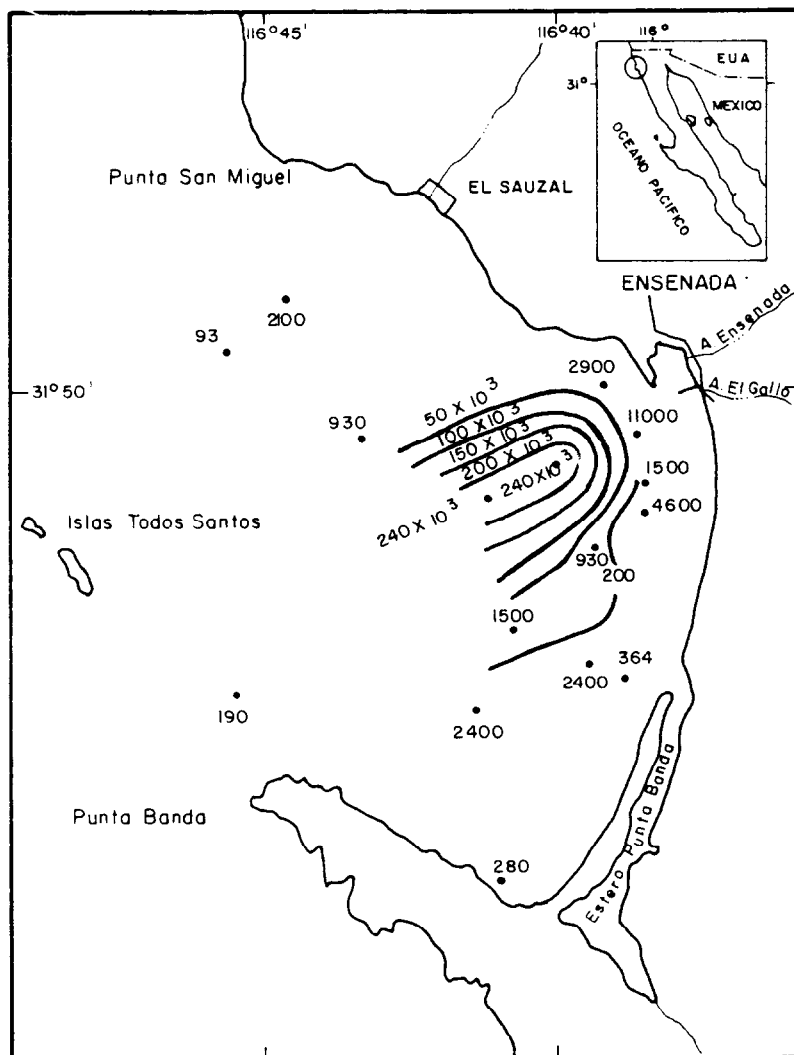 116°45'
116°40'
116°
EUA
31°
MEXICO
OCEANO PACIFICO
Punta San Miguel
EL SAUZAL
ENSENADA
A. Ensenada
2100
93
2900
A. El Gallo
31°50'
50 X 10³
930
100 X 10³
11000
150 X 10³
200 X 10³
240 X 10³
1500
4600
240 X 10³
Islas Todos Santos
930
200
1500
364
2400
190
2400
Punta Banda
Estero Punta Banda
280